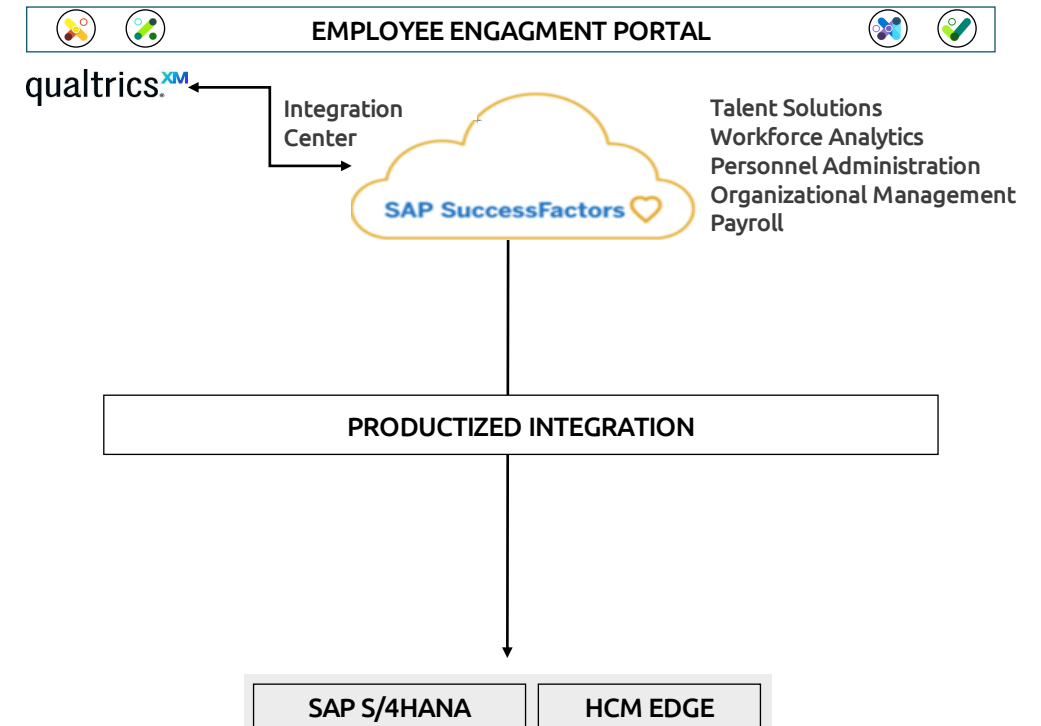 EMPLOYEE ENGAGMENT PORTAL
qualtrics.XM
Integration
Center
SAP SuccessFactors
Talent Solutions
Workforce Analytics
Personnel Administration
Organizational Management
Payroll
PRODUCTIZED INTEGRATION
SAP S/4HANA
HCM EDGE